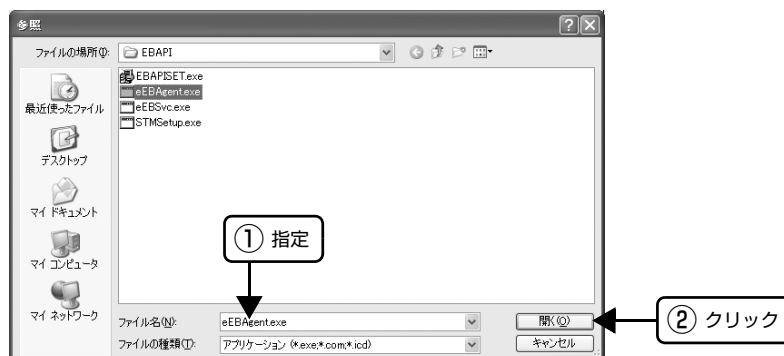 参照
ファイルの場所(I):
EBAPI
EBAPISET.exe
eEBAgent.exe
eEBSvc.exe
STMSetup.exe
最近使ったファイル
デスクトップ
マイ ドキュメント
マイ コンピュータ
マイ ネットワーク
① 指定
ファイル名(N):
eEBAgent.exe
開く(O)
② クリック
ファイルの種類(T):
アプリケーション (*.exe;*.com;*.icd)
キャンセル